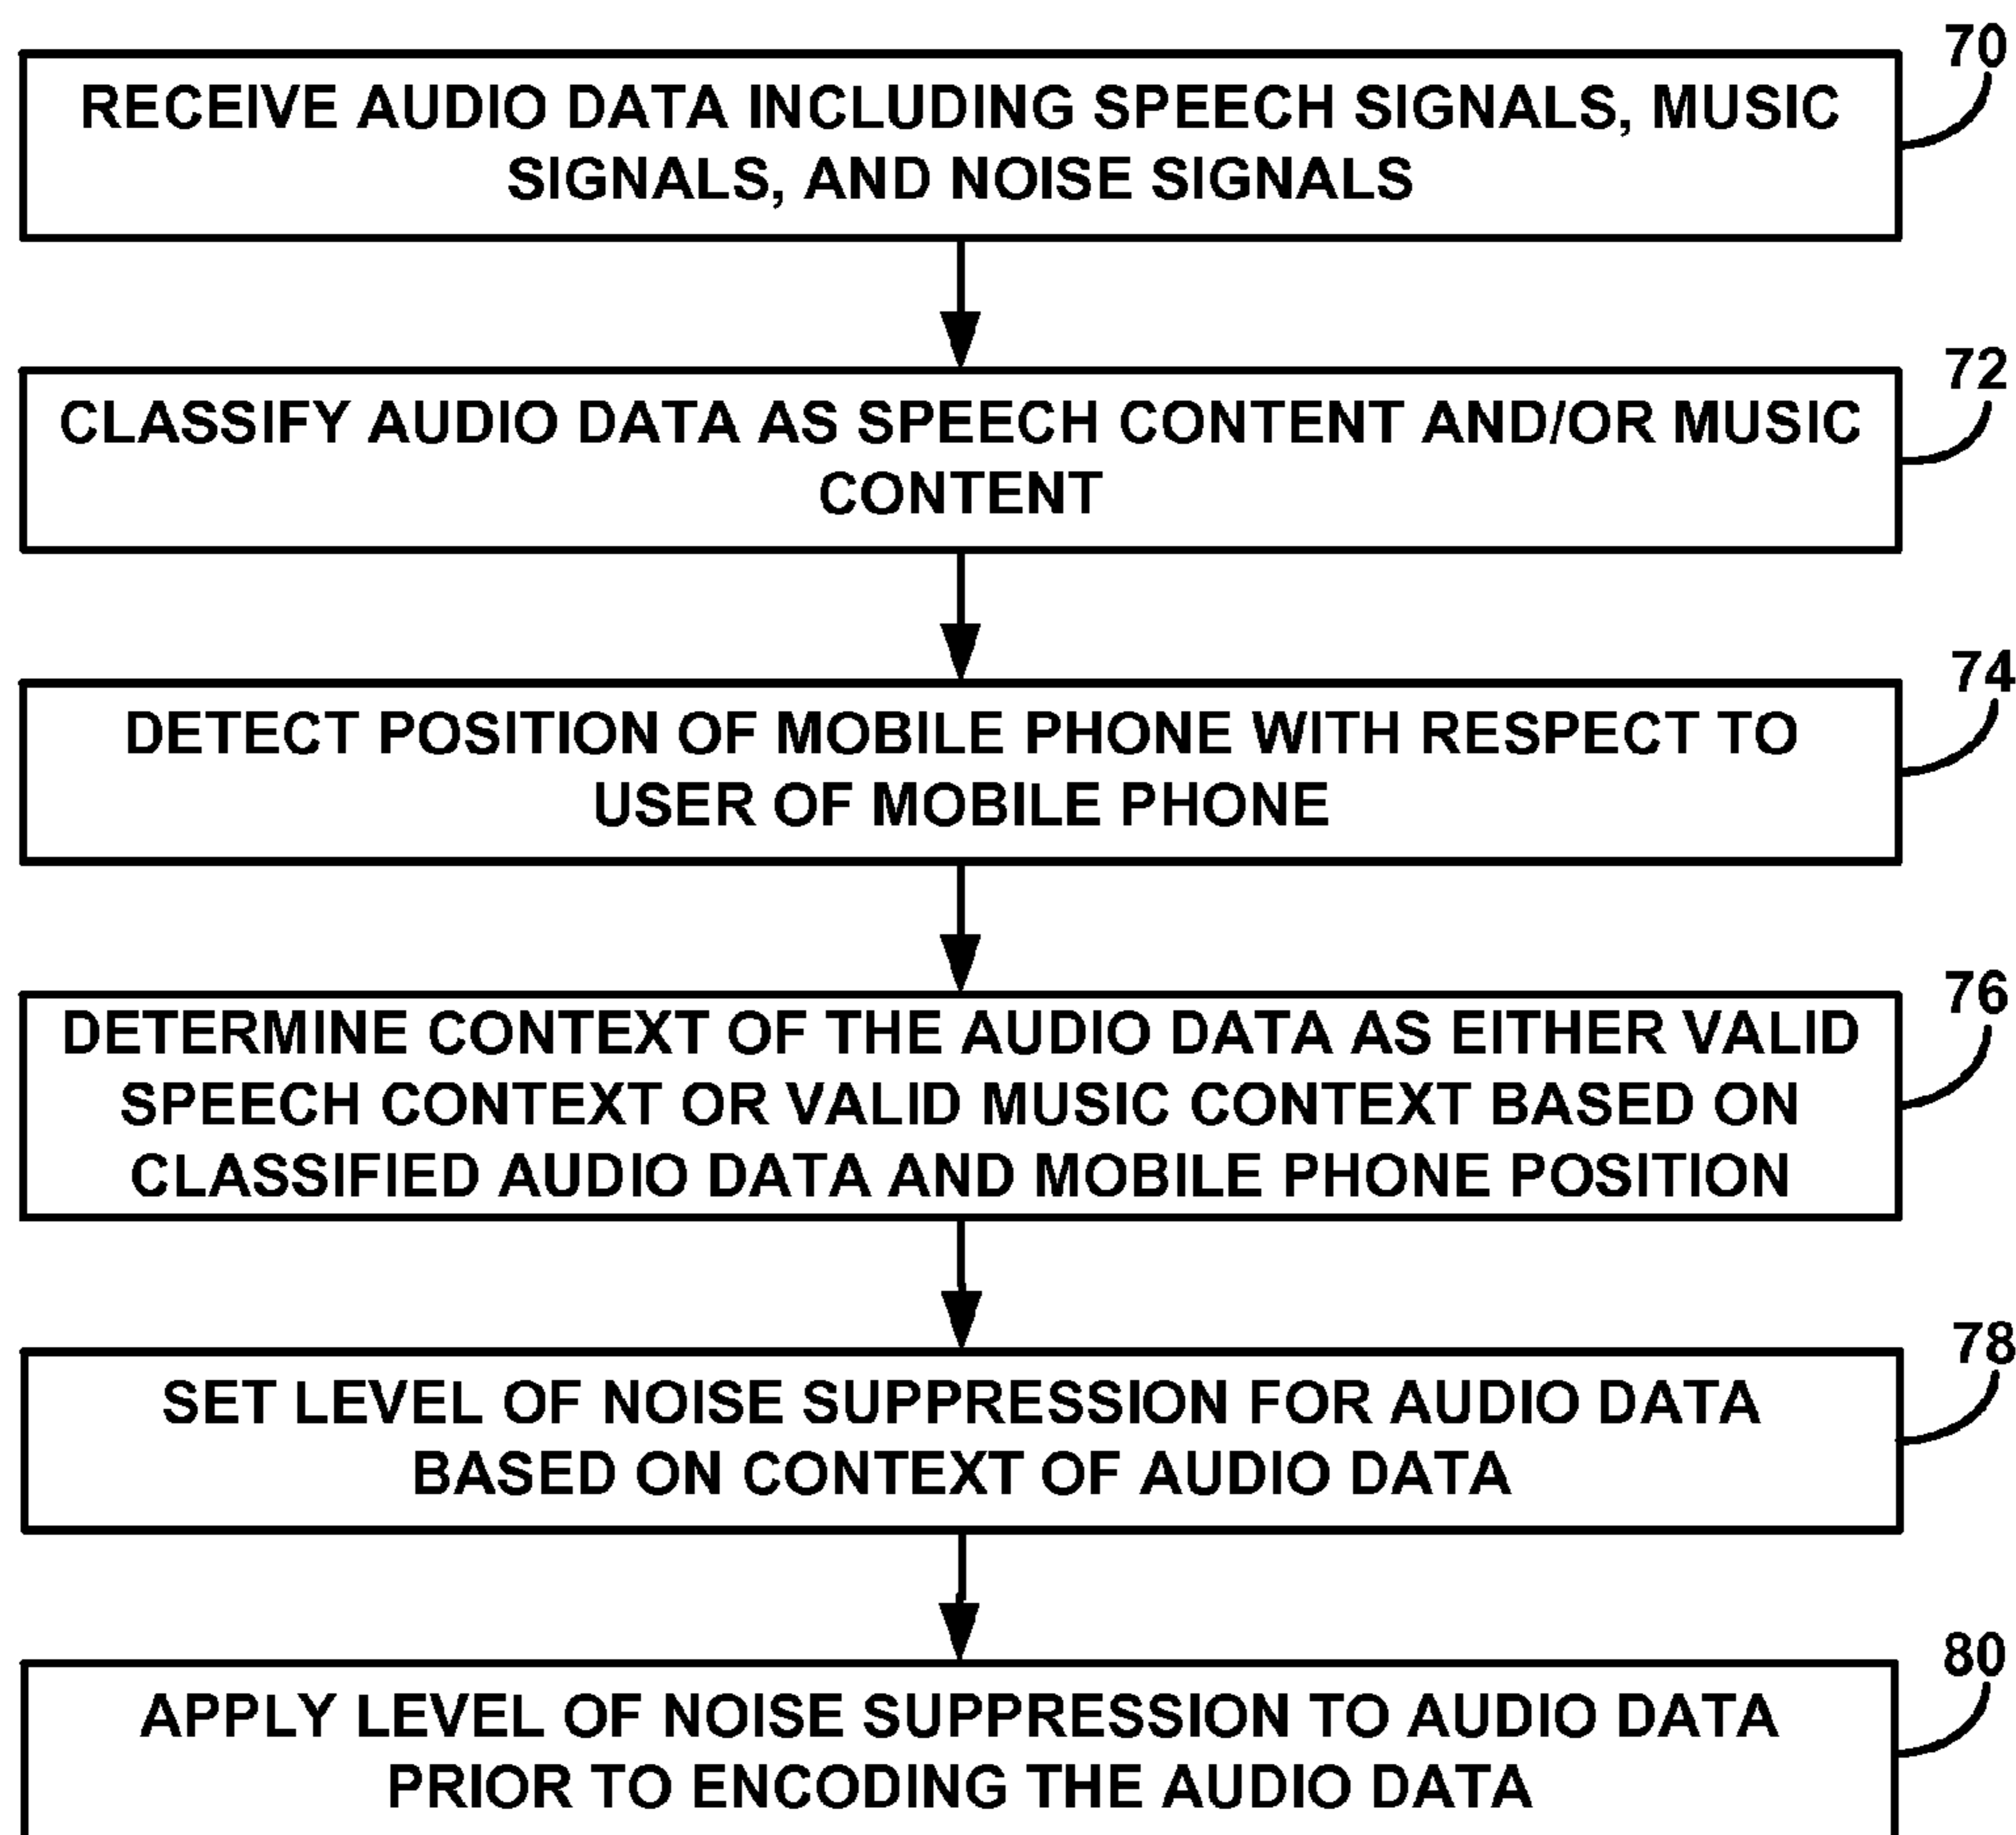 70
RECEIVE AUDIO DATA INCLUDING SPEECH SIGNALS, MUSIC
SIGNALS, AND NOISE SIGNALS
72
CLASSIFY AUDIO DATA AS SPEECH CONTENT AND/OR MUSIC
CONTENT
74
DETECT POSITION OF MOBILE PHONE WITH RESPECT TO
USER OF MOBILE PHONE
76
DETERMINE CONTEXT OF THE AUDIO DATA AS EITHER VALID
SPEECH CONTEXT OR VALID MUSIC CONTEXT BASED ON
CLASSIFIED AUDIO DATA AND MOBILE PHONE POSITION
78
SET LEVEL OF NOISE SUPPRESSION FOR AUDIO DATA
BASED ON CONTEXT OF AUDIO DATA
80
APPLY LEVEL OF NOISE SUPPRESSION TO AUDIO DATA
PRIOR TO ENCODING THE AUDIO DATA